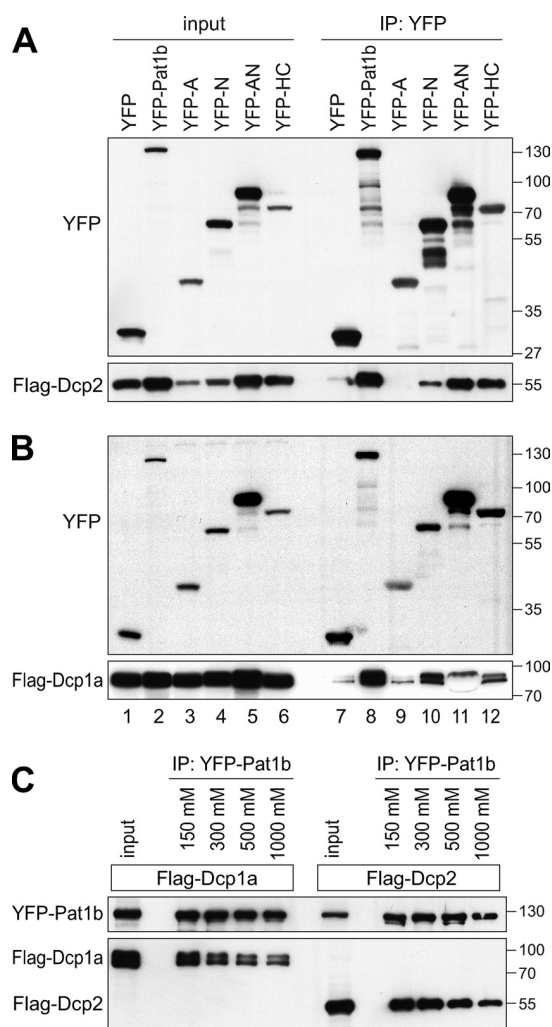 A
input IP: YFP
YFP YFP-Pat1b YFP-A YFP-N YFP-AN YFP-HC YFP YFP-Pat1b YFP-A YFP-N YFP-AN YFP-HC
130
100
70
YFP
55
35
27
Flag-Dcp2 55
B
130
100
YFP
70
55
35
Flag-Dcp1a 100
70
1 2 3 4 5 6 7 8 9 10 11 12
C
IP: YFP-Pat1b IP: YFP-Pat1b
input 150 mM 300 mM 500 mM 1000 mM input 150 mM 300 mM 500 mM 1000 mM
Flag-Dcp1a Flag-Dcp2
YFP-Pat1b 130
Flag-Dcp1a 100
70
Flag-Dcp2 55